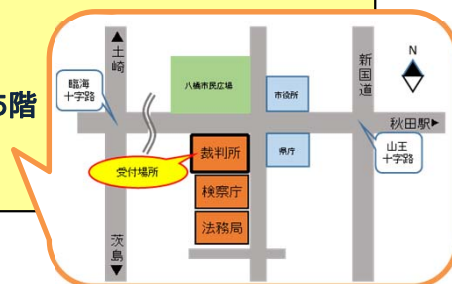 5階
▲土崎
臨海
十字路
八橋市民広場
市役所
新国道
N
秋田駅▶
山王
十字路
県庁
裁判所
受付場所
検察庁
法務局
茨島▼